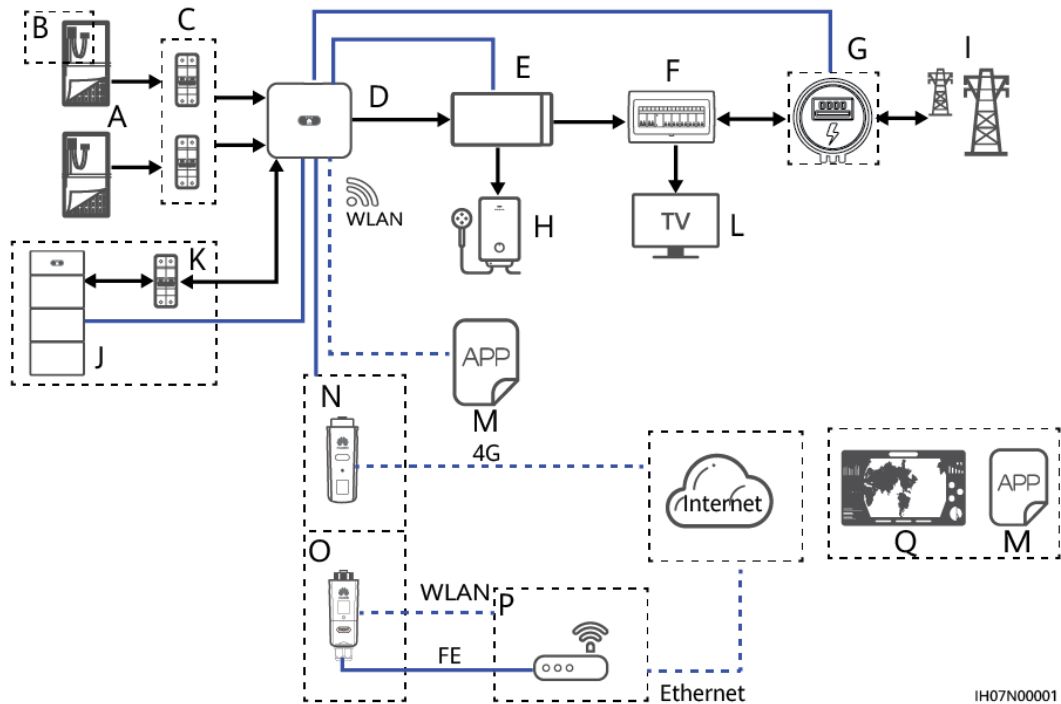 B
C
G
I
E
F
D
A
WLAN
H
TV
L
K
J
APP
M
N
4G
Internet
APP
Q
M
O
WLAN
P
FE
Ethernet
IH07N00001